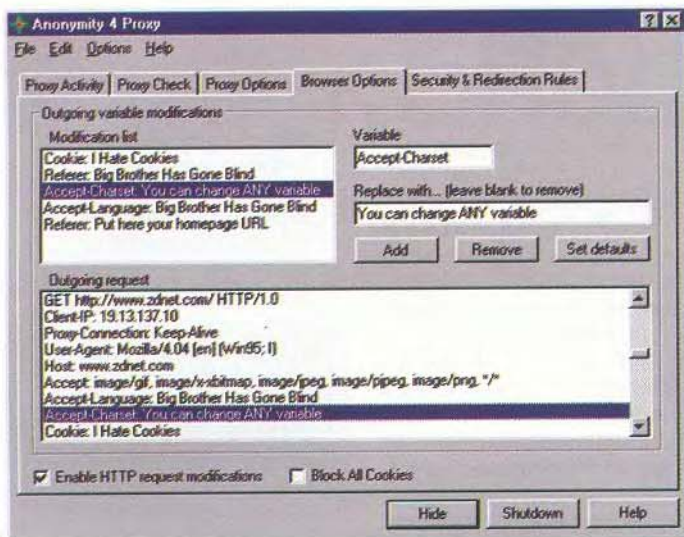 Anonymity 4 Proxy
File Edit Options Help
Proxy Activity Proxy Check Proxy Options Browser Options Security & Redirection Rules
Outgoing variable modifications
Modification list
Cookie: I Hate Cookies
Referer: Big Brother Has Gone Blind
Accept-Charset: You can change ANY variable
Accept-Language: Big Brother Has Gone Blind
Referer: Put here your homepage URL
Variable
Accept-Charset
Replace with... (leave blank to remove)
You can change ANY variable
Add Remove Set defaults
Outgoing request
GET http://www.zdnet.com/ HTTP/1.0
Client-IP: 19.13.137.10
Proxy-Connection: Keep-Alive
User-Agent: Mozilla/4.04 [en] (Win95; I)
Host: www.zdnet.com
Accept: image/gif, image/x-xbitmap, image/jpeg, image/pjpeg, image/png, "/"
Accept-Language: Big Brother Has Gone Blind
Accept-Charset: You can change ANY variable
Cookie: I Hate Cookies
Enable HTTP request modifications Block All Cookies
Hide Shutdown Help